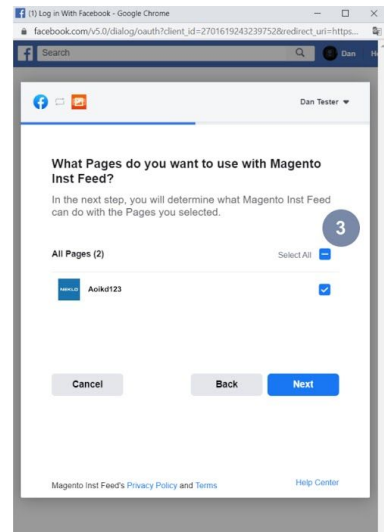 (1) Log in With Facebook - Google Chrome
facebook.com/v5.0/dialog/oauth?client_id=2701619243239752&redirect_uri=https...
Search
Dan
Dan Tester
What Pages do you want to use with Magento
Inst Feed?
In the next step, you will determine what Magento Inst Feed
can do with the Pages you selected.
3
All Pages (2)
Select All
NEKLO
Aoikd123
Cancel
Back
Next
Magento Inst Feed's Privacy Policy and Terms
Help Center